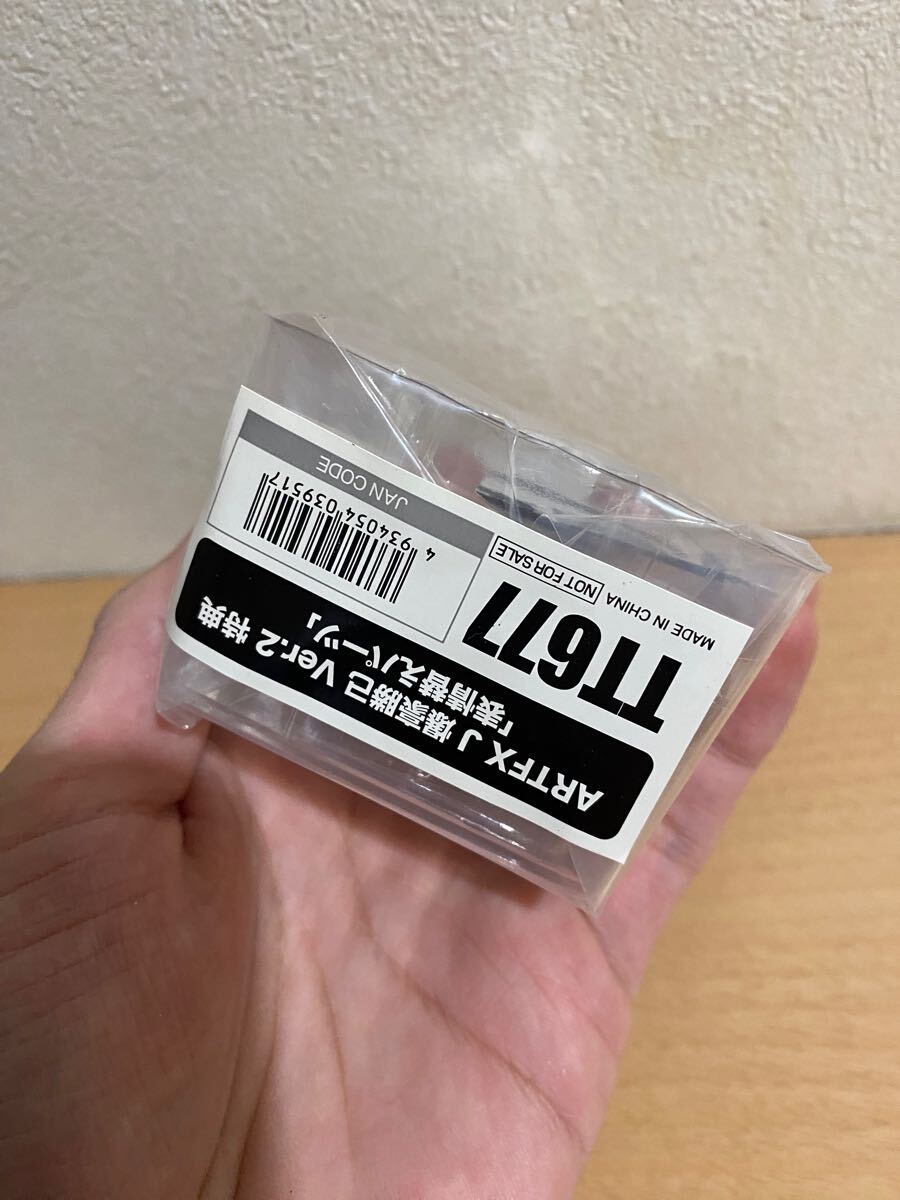 ARTFX J 爆豪勝己 Ver.2 特典
「表情替えパーツ」
TT677
MADE IN CHINA NOT FOR SALE
4 934054 039517
JAN CODE